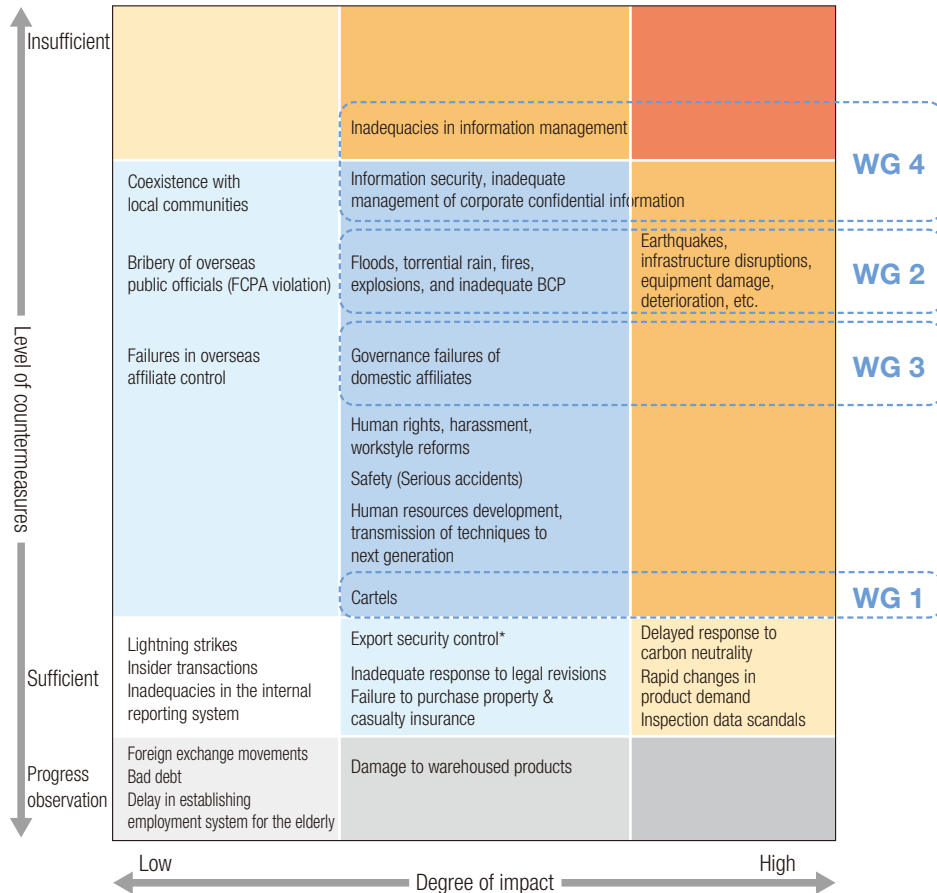 Insufficient
Inadequacies in information management
WG 4
Coexistence with
local communities
Information security, inadequate
management of corporate confidential information
Bribery of overseas
public officials (FCPA violation)
Floods, torrential rain, fires,
explosions, and inadequate BCP
Earthquakes,
infrastructure disruptions,
equipment damage,
deterioration, etc.
WG 2
Failures in overseas
affiliate control
Governance failures of
domestic affiliates
WG 3
Level of countermeasures
Human rights, harassment,
workstyle reforms
Safety (Serious accidents)
Human resources development,
transmission of techniques to
next generation
Cartels
WG 1
Sufficient
Lightning strikes
Insider transactions
Inadequacies in the internal
reporting system
Export security control*
Inadequate response to legal revisions
Failure to purchase property &
casualty insurance
Delayed response to
carbon neutrality
Rapid changes in
product demand
Inspection data scandals
Progress
observation
Foreign exchange movements
Bad debt
Delay in establishing
employment system for the elderly
Damage to warehoused products
Low
High
Degree of impact